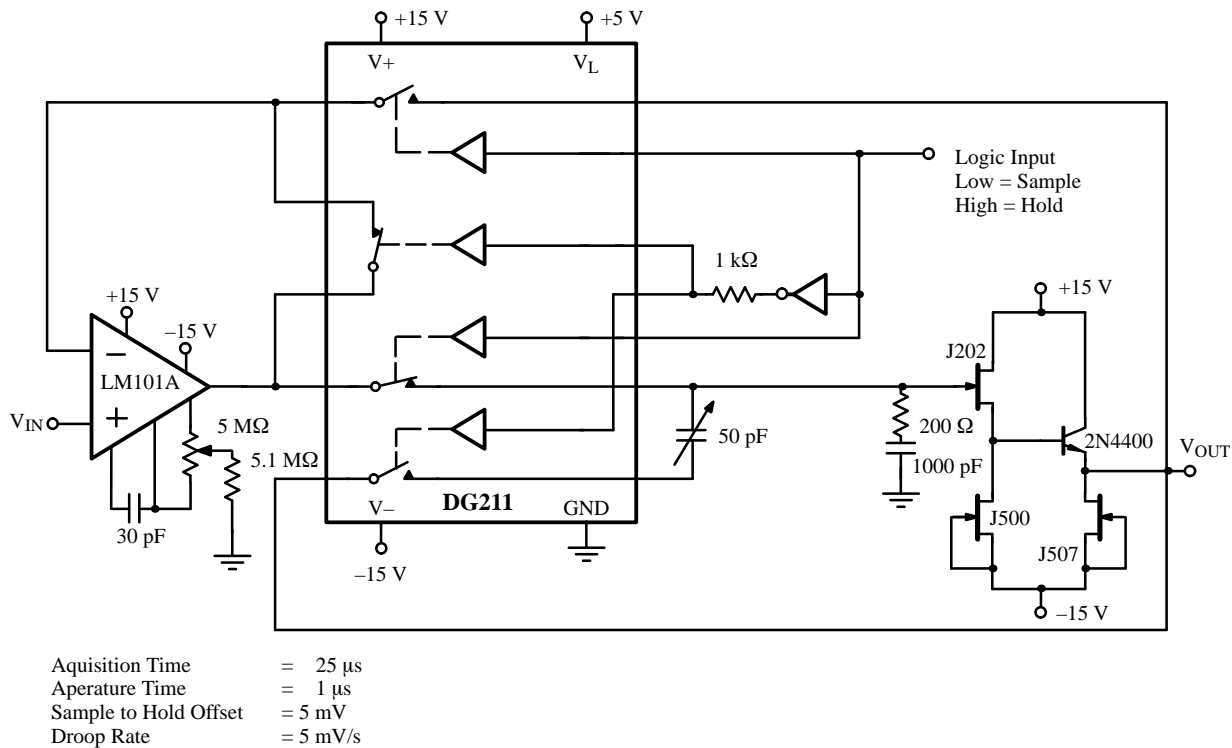 +15 V
+5 V
V+
VL
Logic Input
Low = Sample
High = Hold
1 kΩ
+15 V
+15 V
–15 V
J202
–
LM101A
+
VIN
5 MΩ
5.1 MΩ
50 pF
200 Ω
2N4400
VOUT
1000 pF
V–
DG211
GND
J500
30 pF
J507
–15 V
–15 V
Aquisition Time = 25 µs
Aperature Time = 1 µs
Sample to Hold Offset = 5 mV
Droop Rate = 5 mV/s